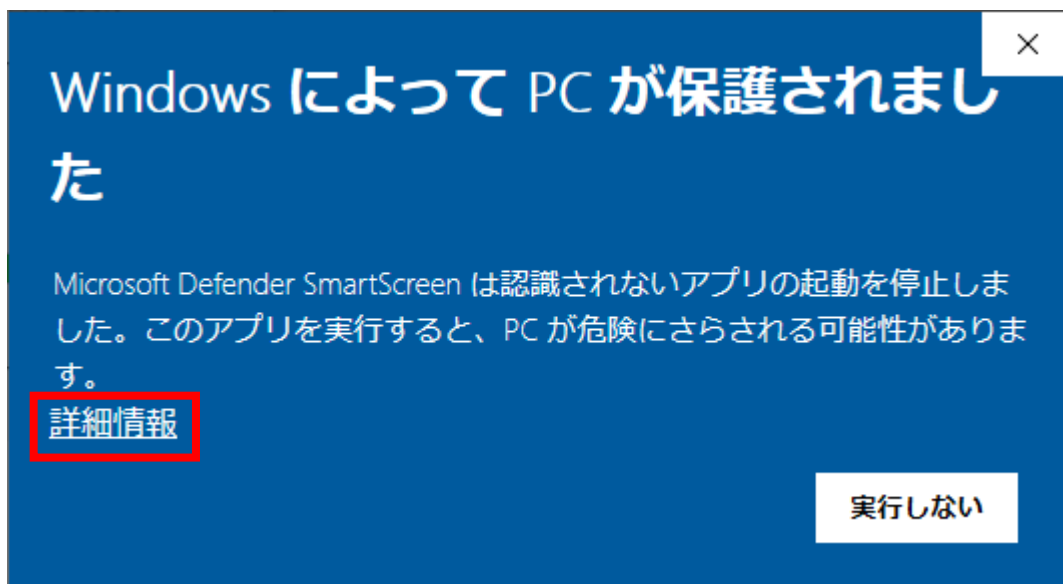 Windows によって PC が保護されまし
た
Microsoft Defender SmartScreen は認識されないアプリの起動を停止しま
した。このアプリを実行すると、PC が危険にさらされる可能性がありま
す。
詳細情報
実行しない